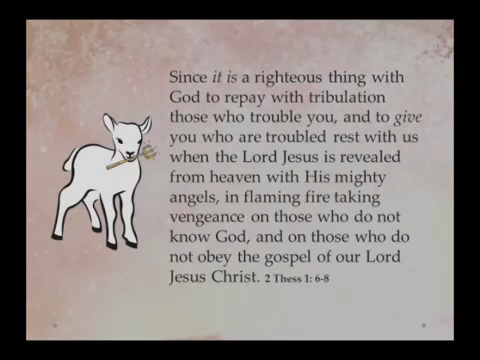 Since it is a righteous thing with
God to repay with tribulation
those who trouble you, and to give
you who are troubled rest with us
when the Lord Jesus is revealed
from heaven with His mighty
angels, in flaming fire taking
vengeance on those who do not
know God, and on those who do
not obey the gospel of our Lord
Jesus Christ. 2 Thess 1: 6-8